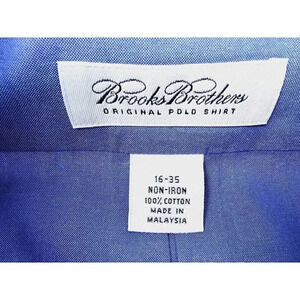 Brooks Brothers
ORIGINAL POLO SHIRT
16-35
NON-IRON
100% COTTON
MADE IN
MALAYSIA